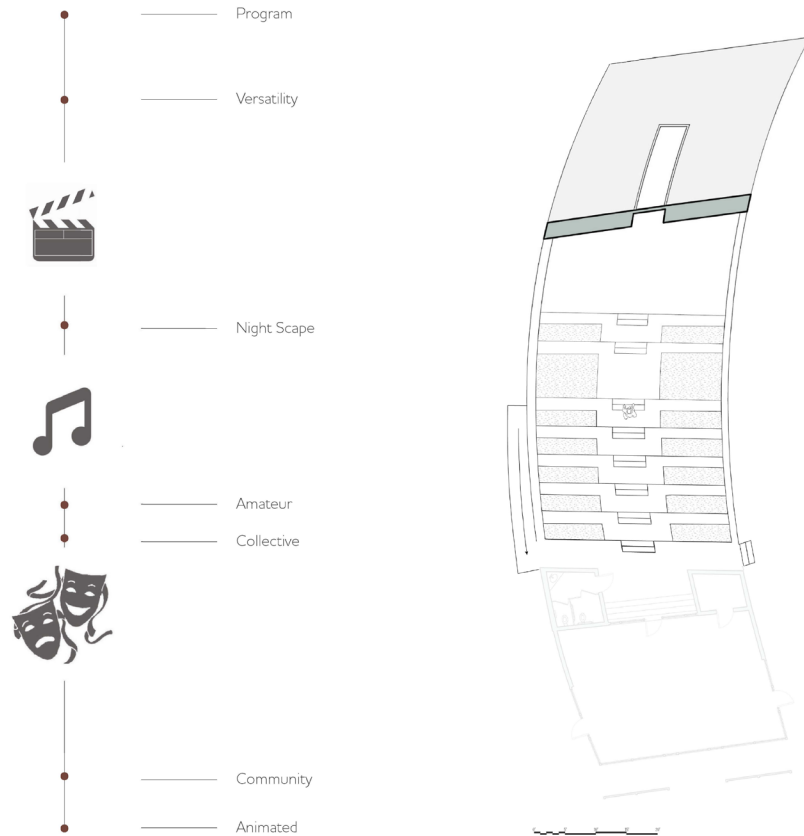 Program
Versatility
Night Scape
Amateur
Collective
Community
Animated